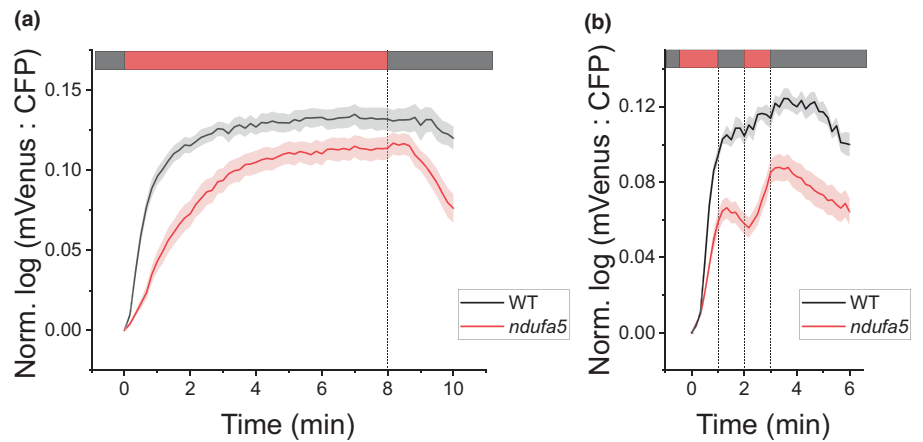 (a)
Norm. log (mVenus : CFP)
0.15
0.10
0.05
0.00
0 2 4 6 8 10
Time (min)
WT
ndufa5
(b)
Norm. log (mVenus : CFP)
0.12
0.08
0.04
0.00
0 2 4 6
Time (min)
WT
ndufa5